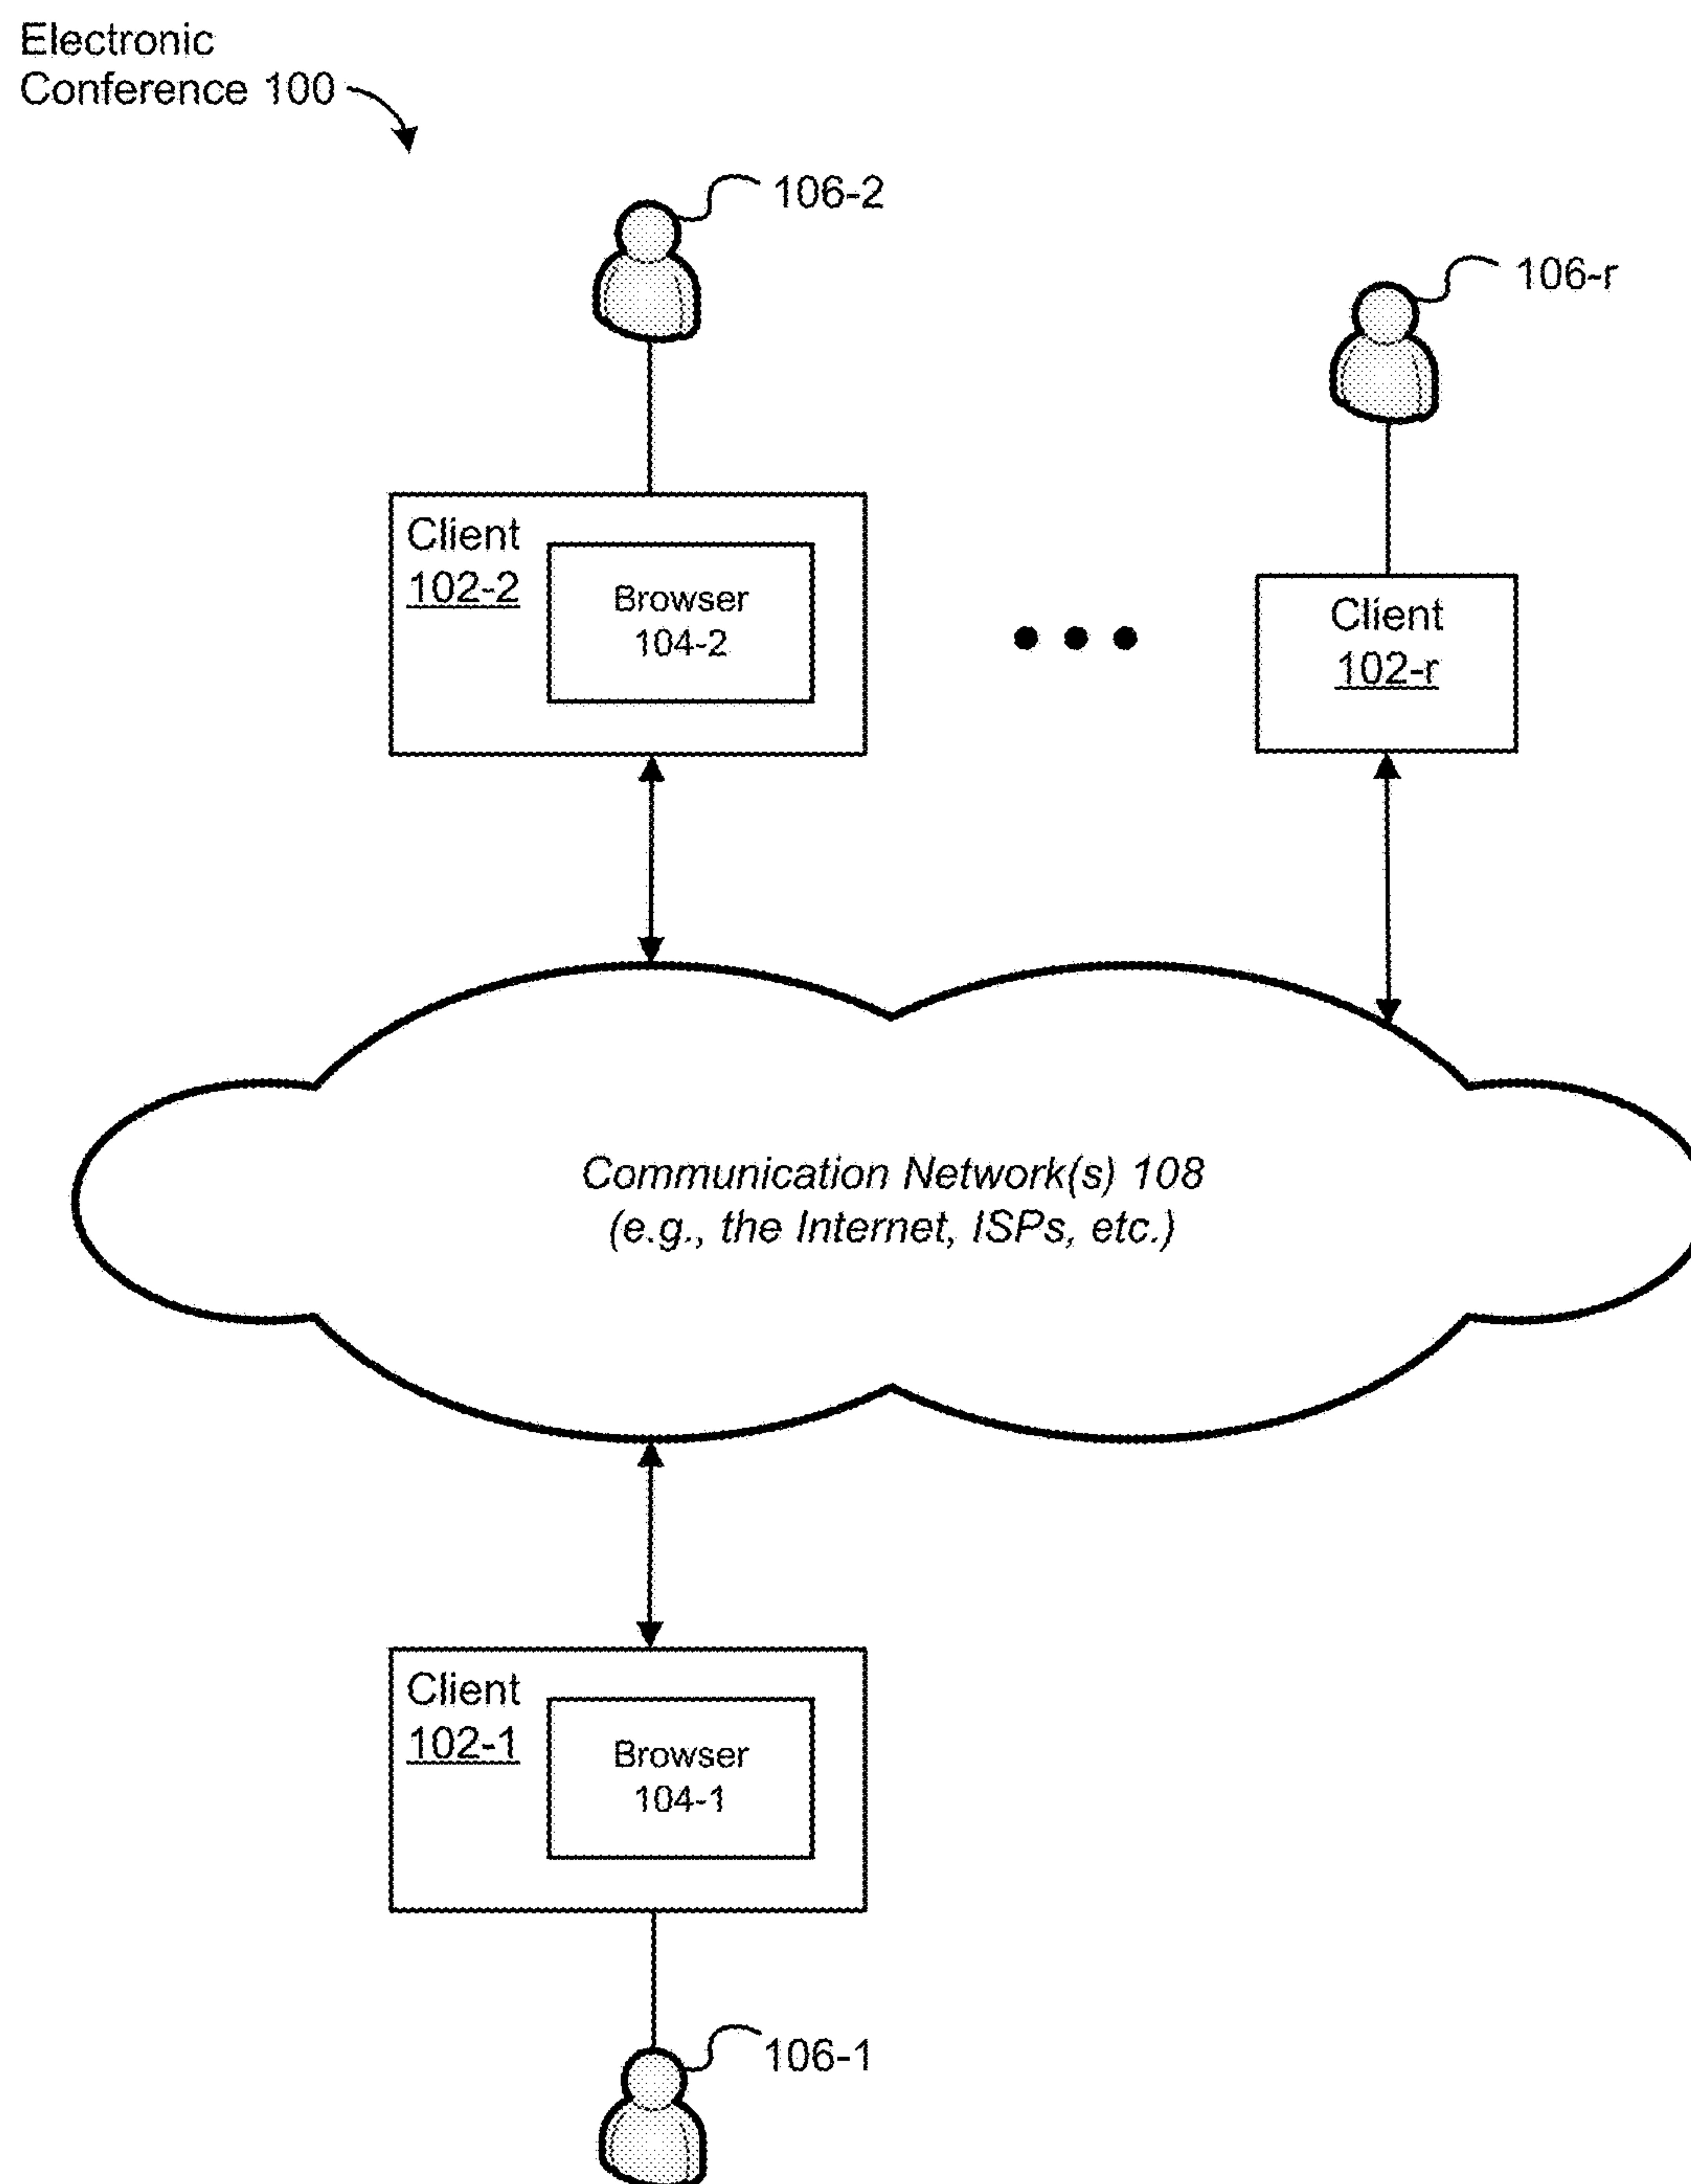 Electronic
Conference 100
106-2
106-r
Client
102-2
Browser
104-2
Client
102-r
Communication Network(s) 108
(e.g., the Internet, ISPs, etc.)
Client
102-1
Browser
104-1
106-1